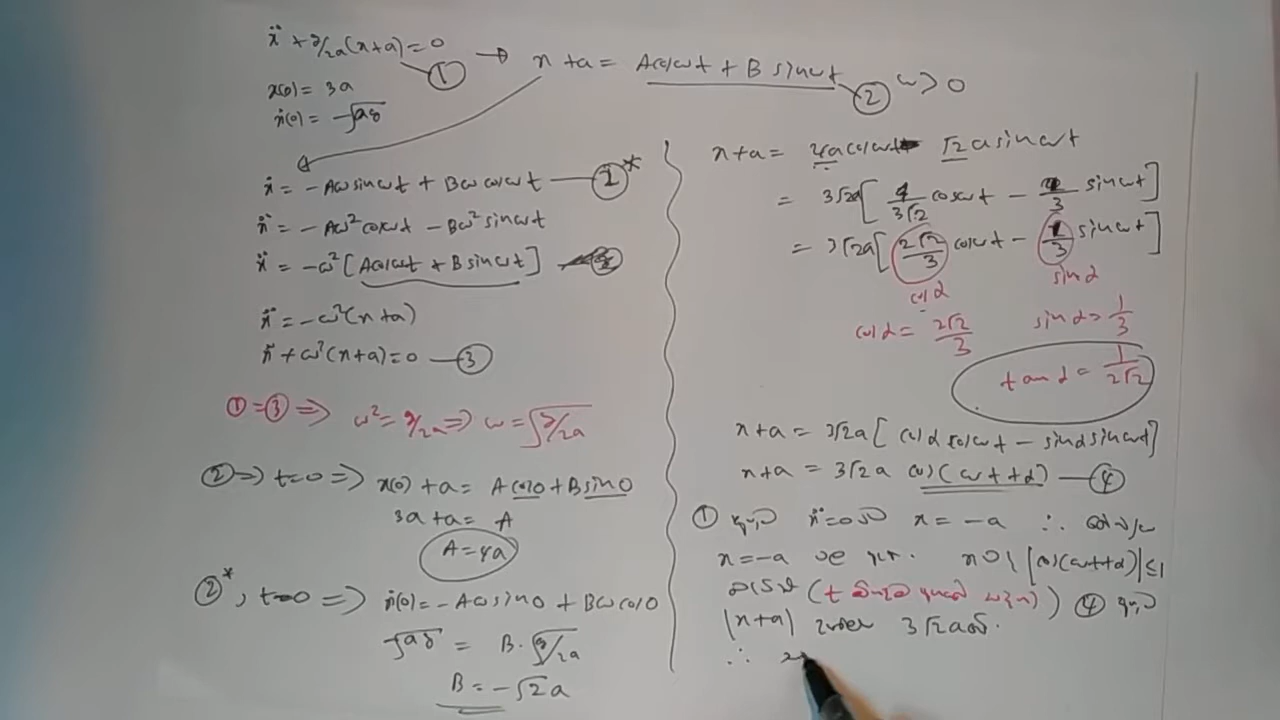 ẍ + g/2a (x+a) = 0 ①
→ x + a = A cos ωt + B sin ωt ② ω > 0
x(0) = 3a
ẋ(0) = -√ag
ẋ = -Aω sin ωt + Bω cos ωt — ②*
ẍ = -Aω² cos ωt - Bω² sin ωt
ẍ = -ω² [A cos ωt + B sin ωt]
ẍ = -ω² (x+a)
ẍ + ω² (x+a) = 0 — ③
① = ③ ⇒ ω² = g/2a ⇒ ω = √g/2a
② ⇒ t=0 ⇒ x(0) + a = A cos 0 + B sin 0
3a + a = A
A = 4a
②*, t=0 ⇒ ẋ(0) = -Aω sin 0 + Bω cos 0
-√ag = B · √g/2a
B = -√2 a
x + a = 4a cos ωt - √2 a sin ωt
= 3√2a [ 4/3√2 cos ωt - 1/3 sin ωt ]
= 3√2a [ 2√2/3 cos ωt - 1/3 sin ωt ]
cos α sin α
cos α = 2√2/3 sin α = 1/3
tan α = 1/2√2
x + a = 3√2a [ cos α cos ωt - sin α sin ωt ]
x + a = 3√2 a cos (ωt + α) — ④
① ẍ = 0 x = -a ∴
x = -a |cos(ωt+α)| ≤ 1
(t ) ④
|x+a| 3√2a
∴ x